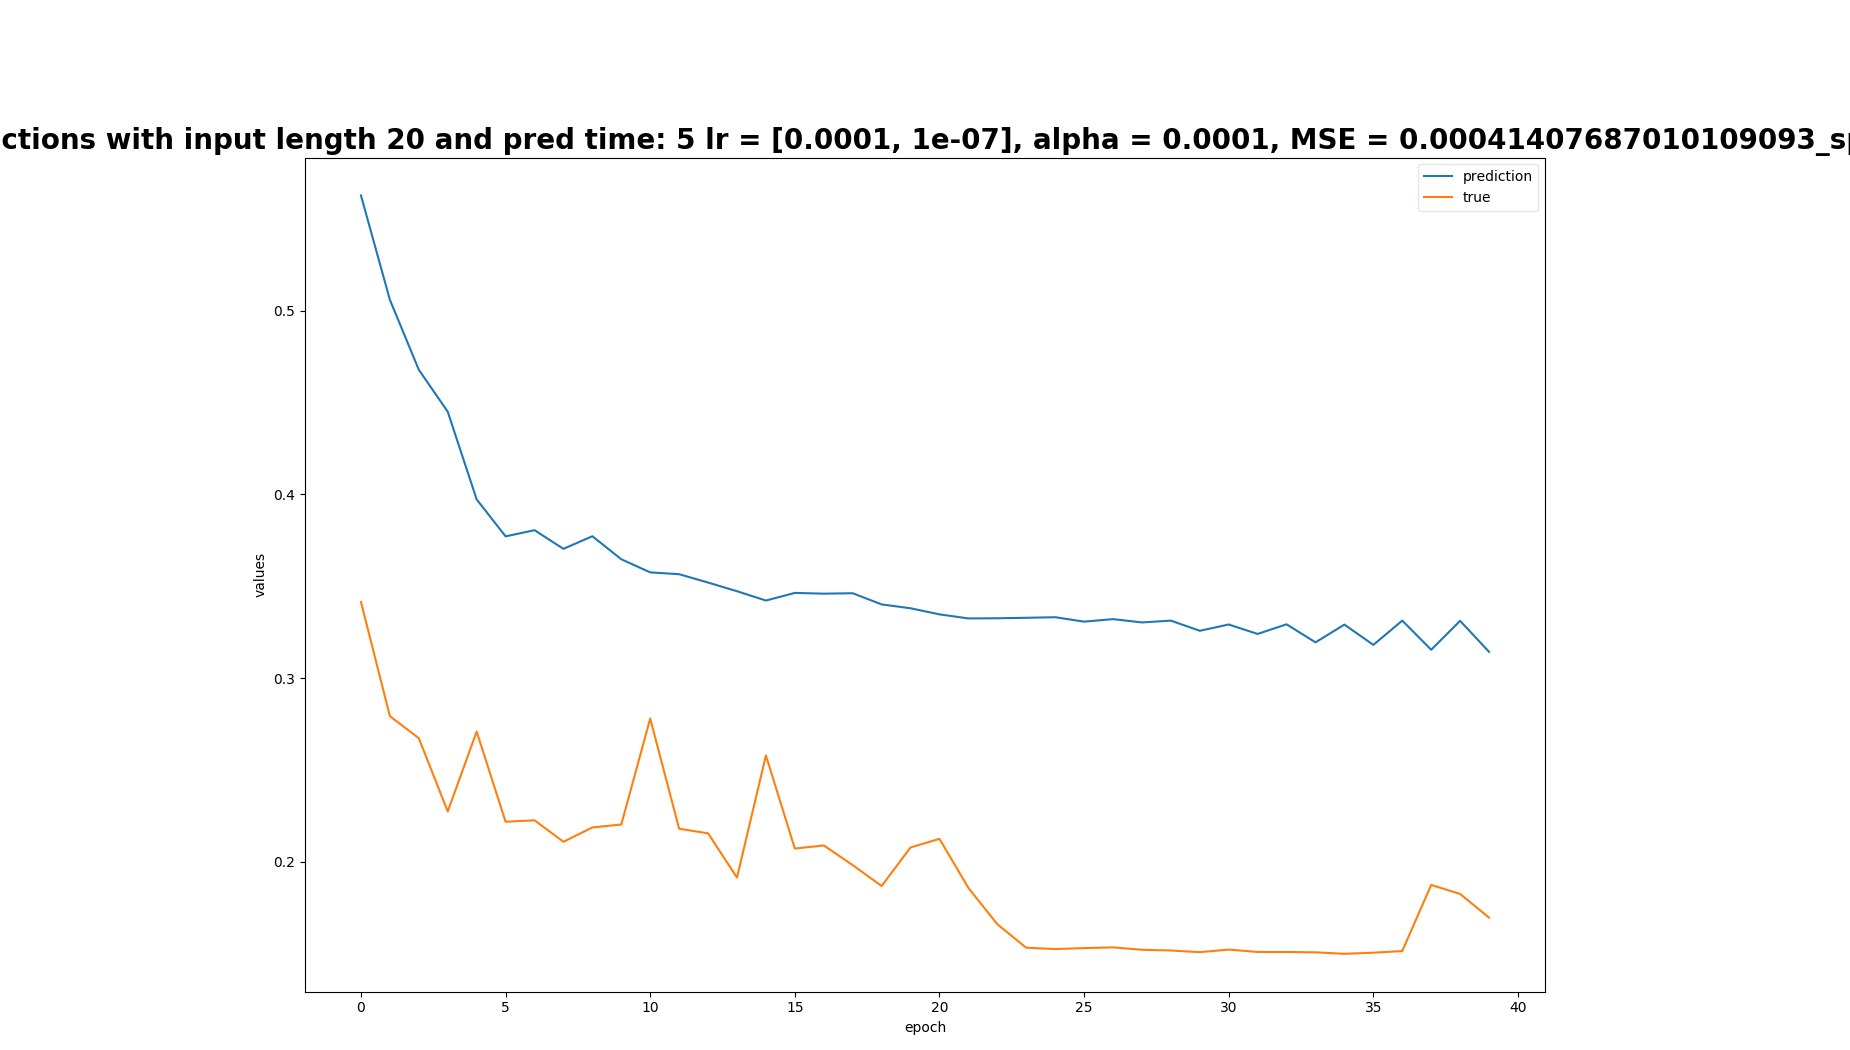 ctions with input length 20 and pred time: 5 lr = [0.0001, 1e-07], alpha = 0.0001, MSE = 0.00041407687010109093_sp
prediction
true
0.5
0.4
0.3
0.2
values
0 5 10 15 20 25 30 35 40
epoch